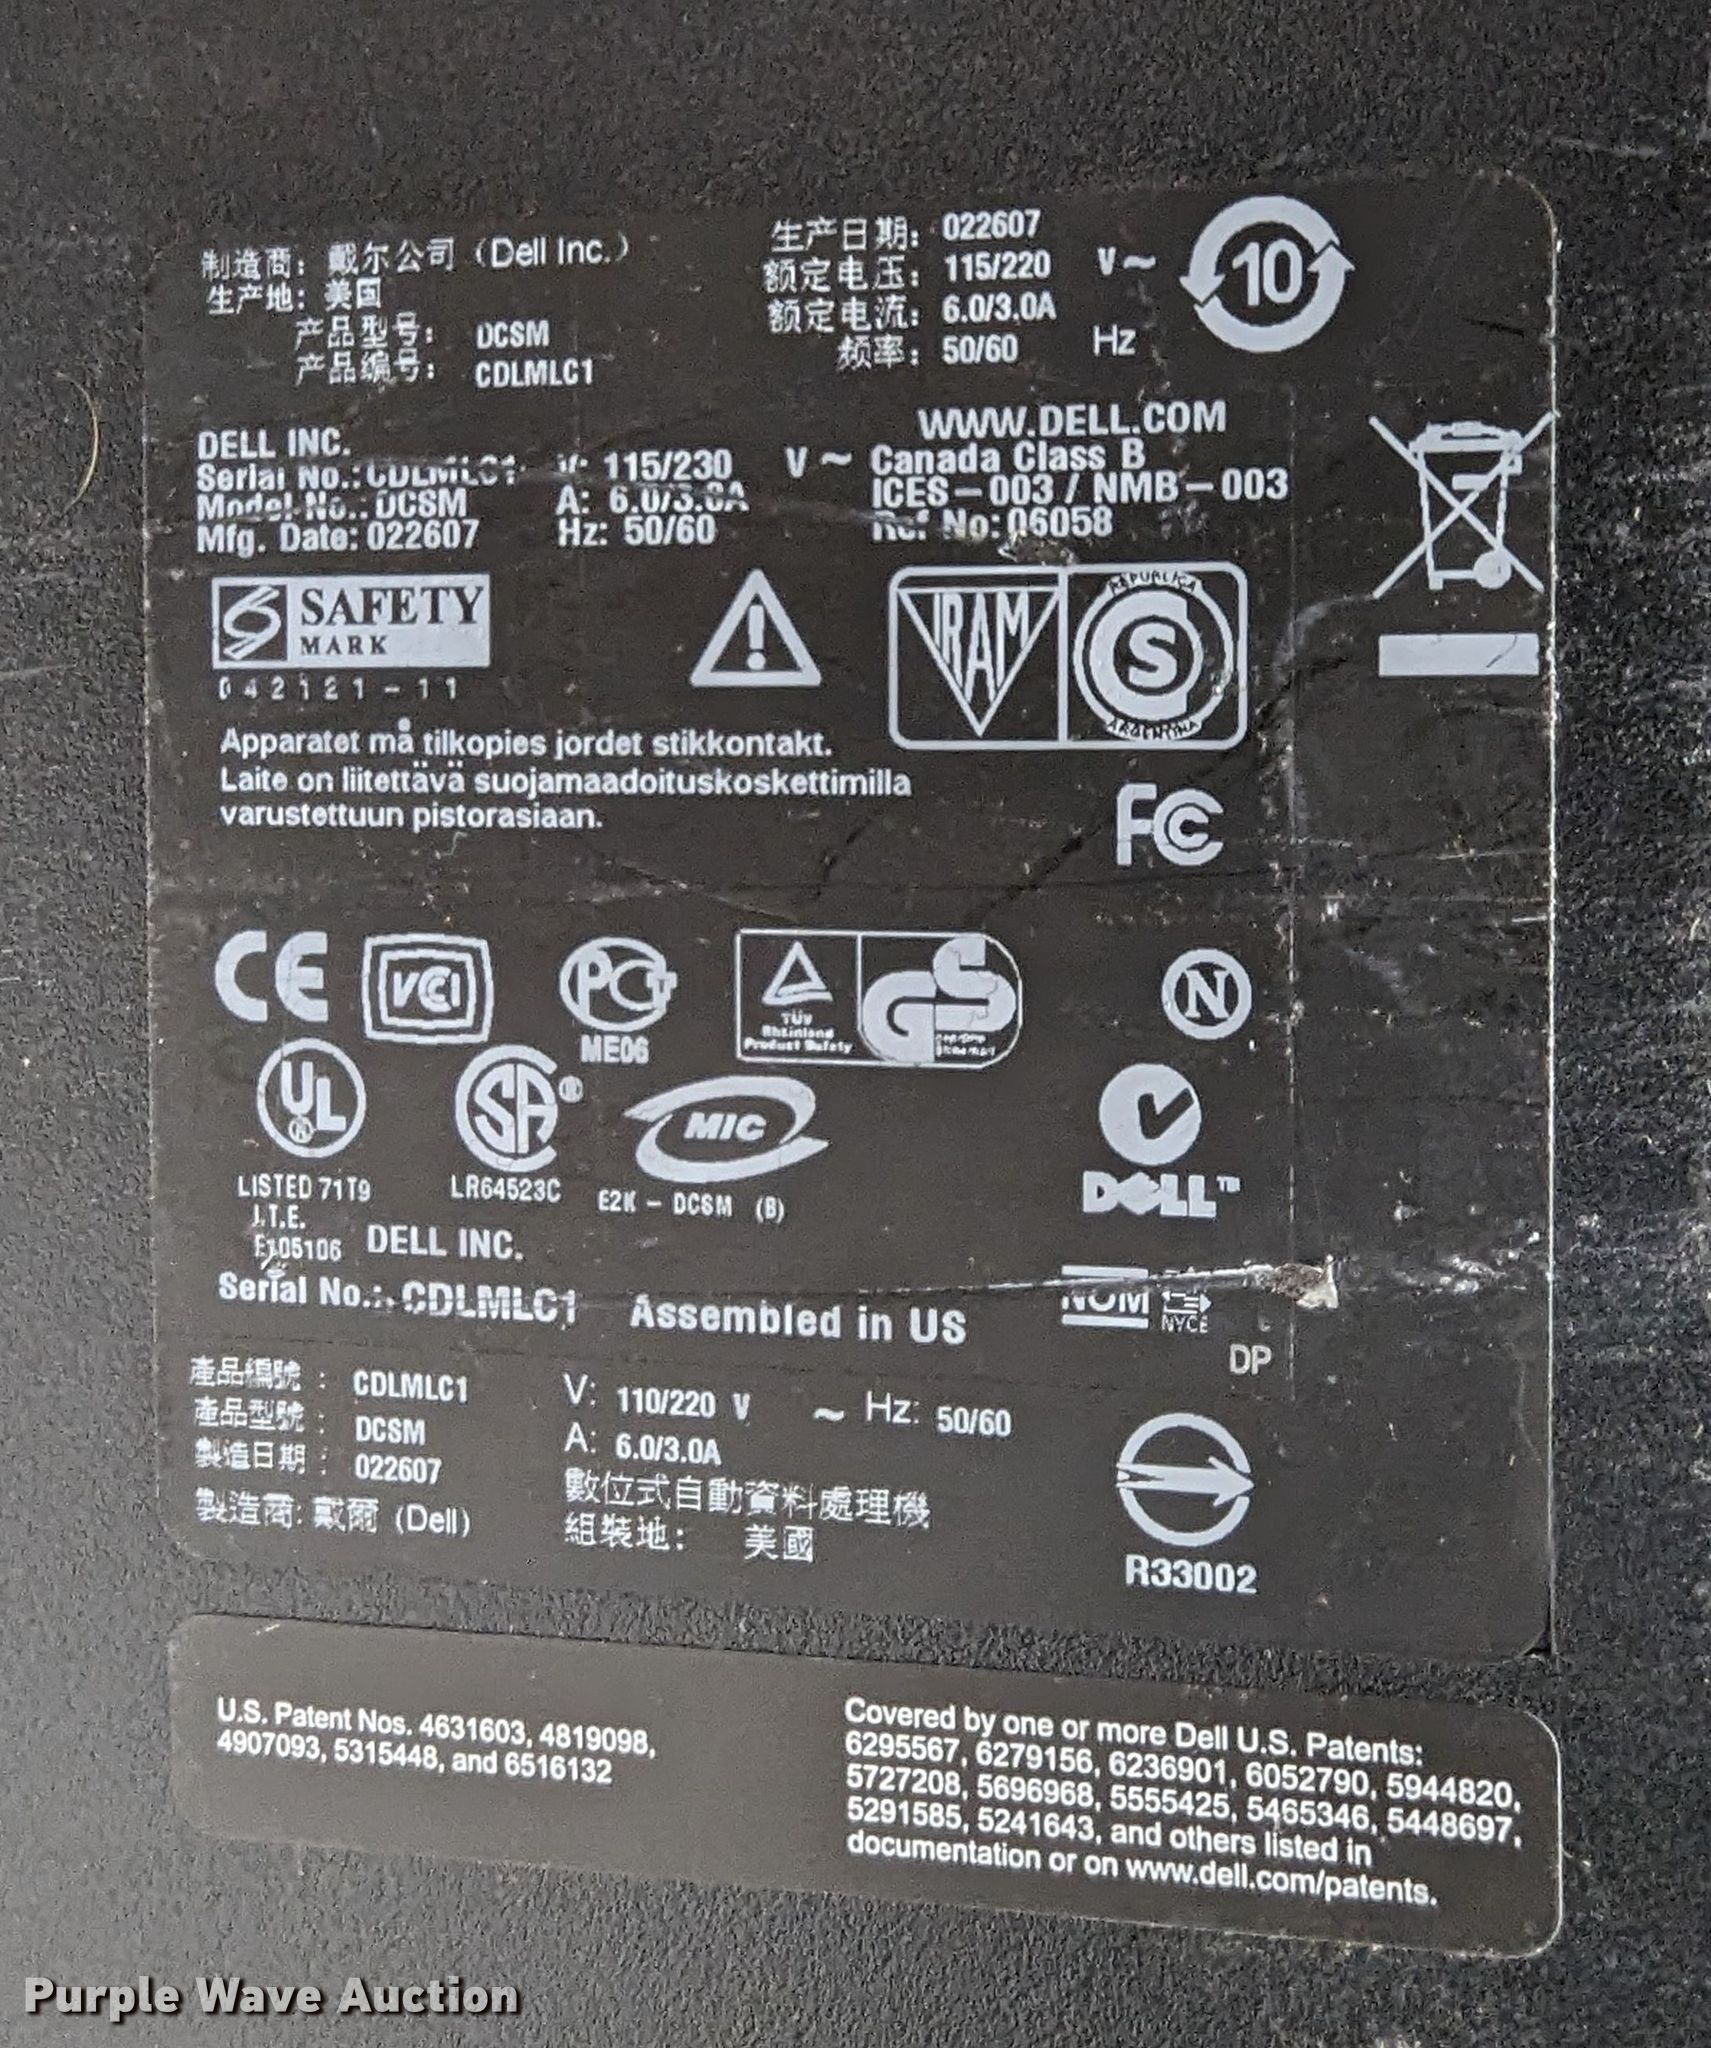 制造商：戴尔公司（Dell Inc.）
生产地：美国
产品型号： DCSM
产品编号： CDLMLC1
生产日期： 022607
额定电压： 115/220 V~
额定电流： 6.0/3.0A
频率： 50/60 Hz
10
DELL INC.
Serial No.: CDLMLC1
Model No.: DCSM
Mfg. Date: 022607
V: 115/230 V ~
A: 6.0/3.0A
Hz: 50/60
WWW.DELL.COM
Canada Class B
ICES-003 / NMB-003
Ref No: 06058
SAFETY
MARK
042121-11
IRAM
REPUBLICA
S
ARGENTINA
Apparatet må tilkopies jordet stikkontakt.
Laite on liitettävä suojamaadoituskoskettimilla
varustettuun pistorasiaan.
FC
CE
VCCI
PCT
ME06
TÜV
Rheinland
Product Safety
GS
N
UL
LISTED 71T9
I.T.E.
E105106
SA®
LR64523C
MIC
E2K - DCSM (B)
DELL™
DELL INC.
Serial No.: CDLMLC1
Assembled in US
NOM
NYCE
DP
產品編號： CDLMLC1
產品型號： DCSM
製造日期： 022607
製造商: 戴爾 (Dell)
V: 110/220 V ~ Hz: 50/60
A: 6.0/3.0A
數位式自動資料處理機
組裝地： 美國
R33002
U.S. Patent Nos. 4631603, 4819098,
4907093, 5315448, and 6516132
Covered by one or more Dell U.S. Patents:
6295567, 6279156, 6236901, 6052790, 5944820,
5727208, 5696968, 5555425, 5465346, 5448697,
5291585, 5241643, and others listed in
documentation or on www.dell.com/patents.
Purple Wave Auction